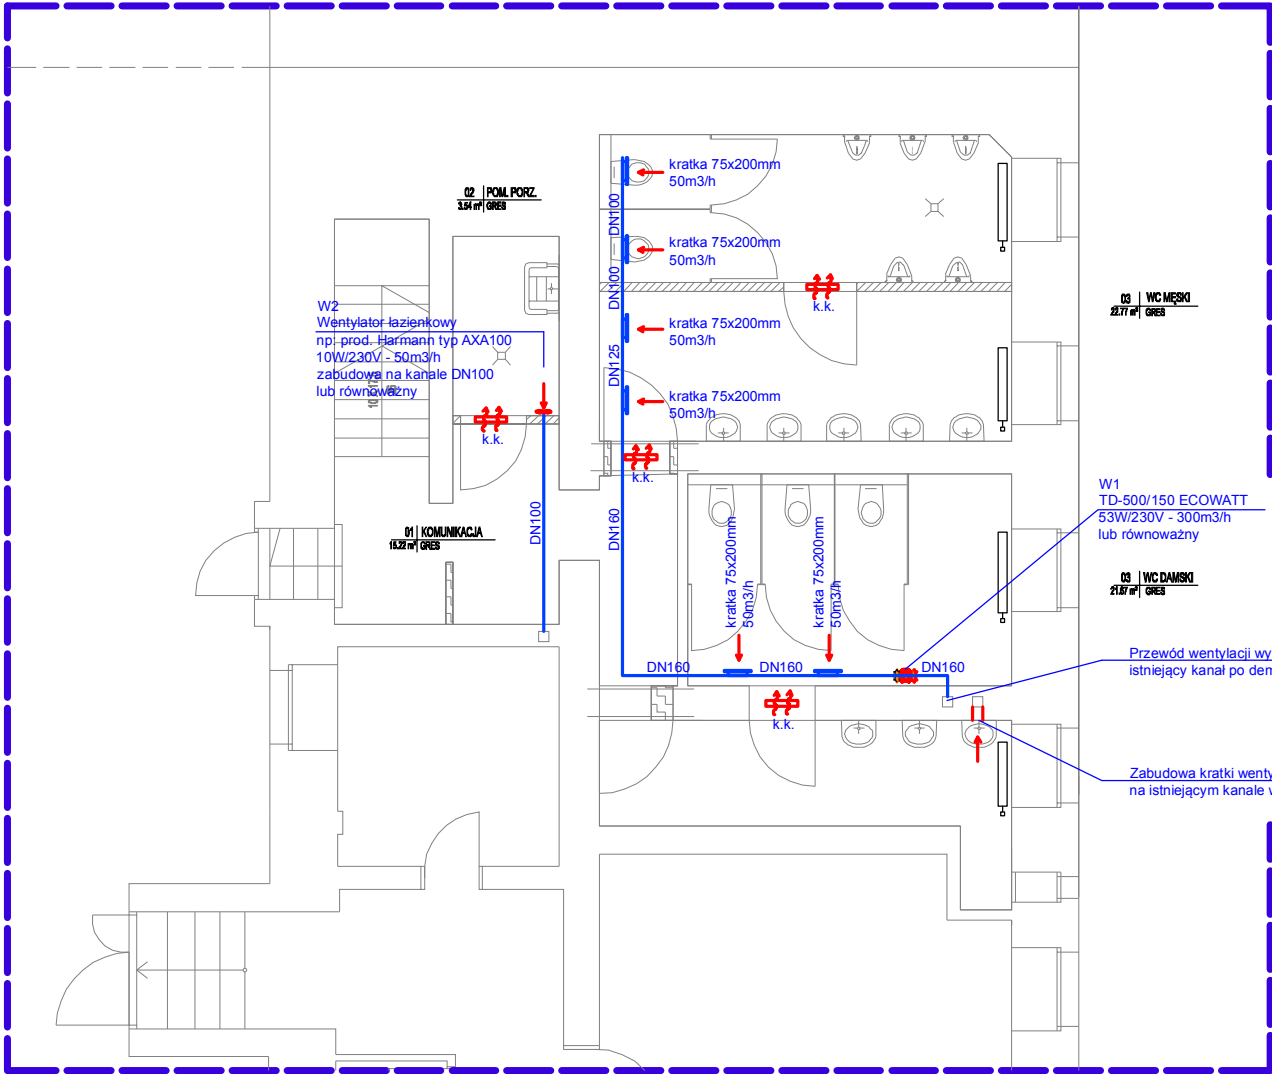 kratka 75x200mm
50m3/h
02 POM. PORZ.
3.54 m² GRES
DN100
kratka 75x200mm
50m3/h
DN100
03 WC MĘSKI
22.77 m² GRES
k.k.
W2
Wentylator łazienkowy
np: prod. Harmann typ AXA100
10W/230V - 50m3/h
zabudowa na kanale DN100
lub równoważny
kratka 75x200mm
50m3/h
DN125
kratka 75x200mm
50m3/h
k.k.
k.k.
W1
TD-500/150 ECOWATT
53W/230V - 300m3/h
lub równoważny
01 KOMUNIKACJA
15.22 m² GRES
DN100
DN160
kratka 75x200mm
50m3/h
kratka 75x200mm
50m3/h
03 WC DAMSKI
21.67 m² GRES
Przewód wentylacji wy
istniejący kanał po dem
DN160
DN160
DN160
k.k.
Zabudowa kratki wenty
na istniejącym kanale w